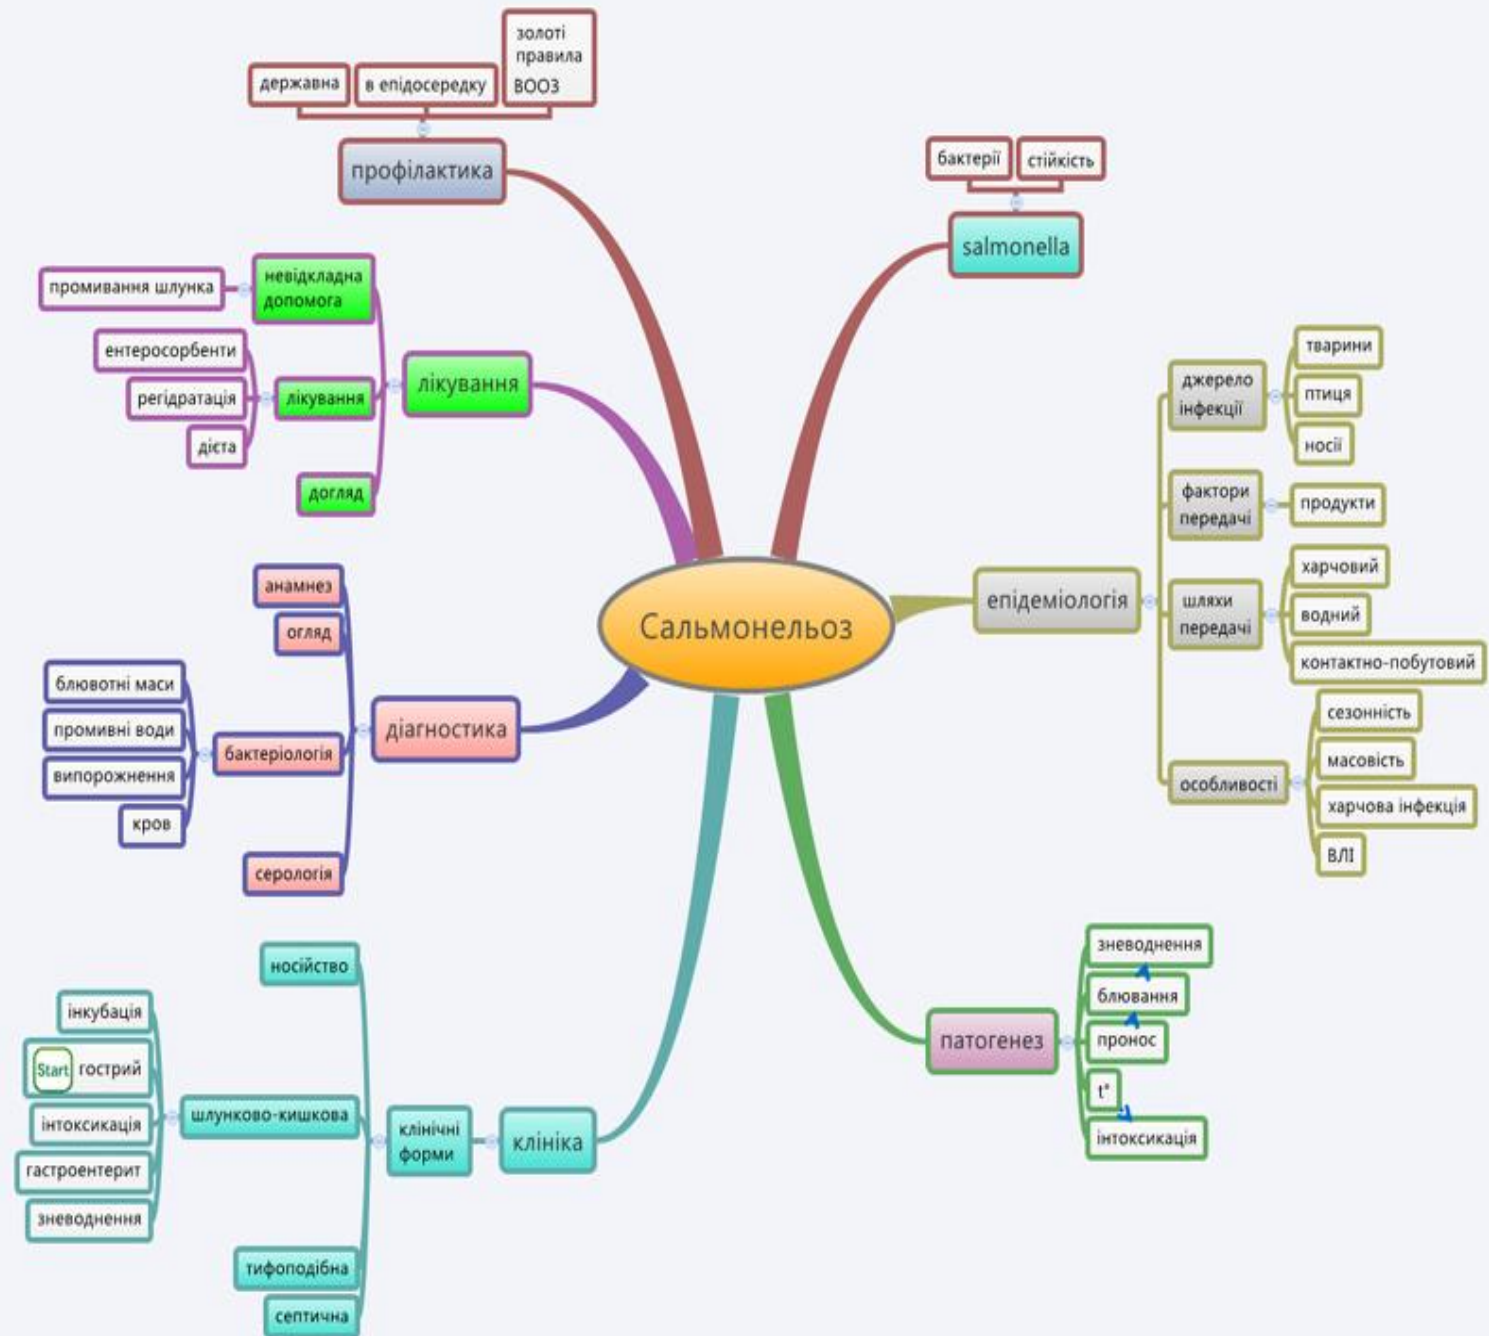 золоті
правила
ВООЗ
державна
в епідосередку
профілактика
бактерії
стійкість
salmonella
невідкладна
допомога
промивання шлунка
ентеросорбенти
регідратація
дієта
лікування
догляд
лікування
джерело
інфекції
тварини
птиця
носії
фактори
передачі
продукти
шляхи
передачі
харчовий
водний
контактно-побутовий
особливості
сезонність
масовість
харчова інфекція
ВЛІ
епідеміологія
Сальмонельоз
анамнез
огляд
блювотні маси
промивні води
випорожнення
кров
бактеріологія
серологія
діагностика
зневоднення
блювання
пронос
t°
інтоксикація
патогенез
носійство
інкубація
Start гострий
інтоксикація
гастроентерит
зневоднення
шлунково-кишкова
клінічні
форми
клініка
тифоподібна
септична